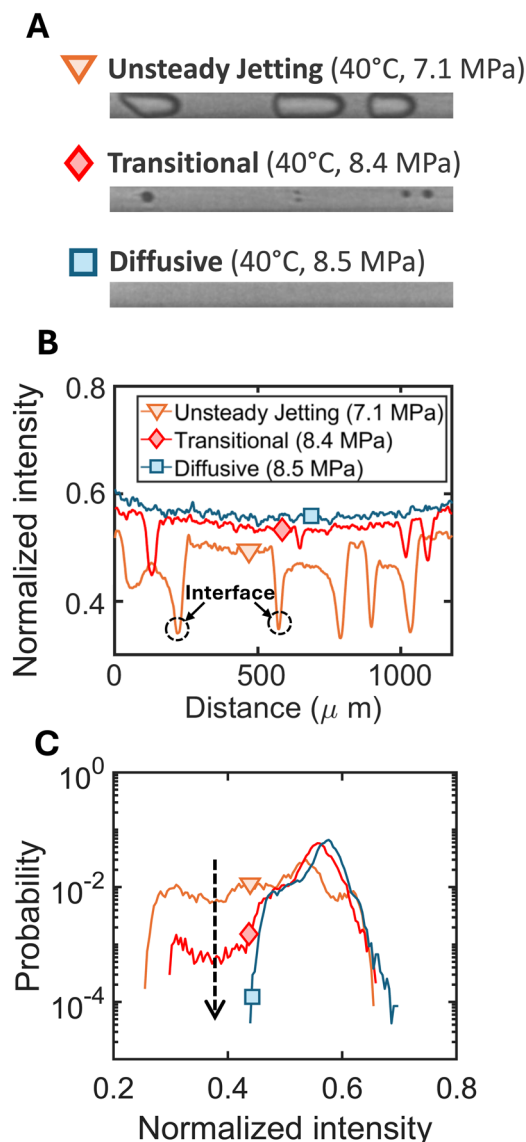 A
Unsteady Jetting (40°C, 7.1 MPa)
Transitional (40°C, 8.4 MPa)
Diffusive (40°C, 8.5 MPa)
B
Normalized intensity
0.8
0.6
0.4
Unsteady Jetting (7.1 MPa)
Transitional (8.4 MPa)
Diffusive (8.5 MPa)
Interface
0 500 1000
Distance (μ m)
C
Probability
10⁰
10⁻²
10⁻⁴
0.2 0.4 0.6 0.8
Normalized intensity